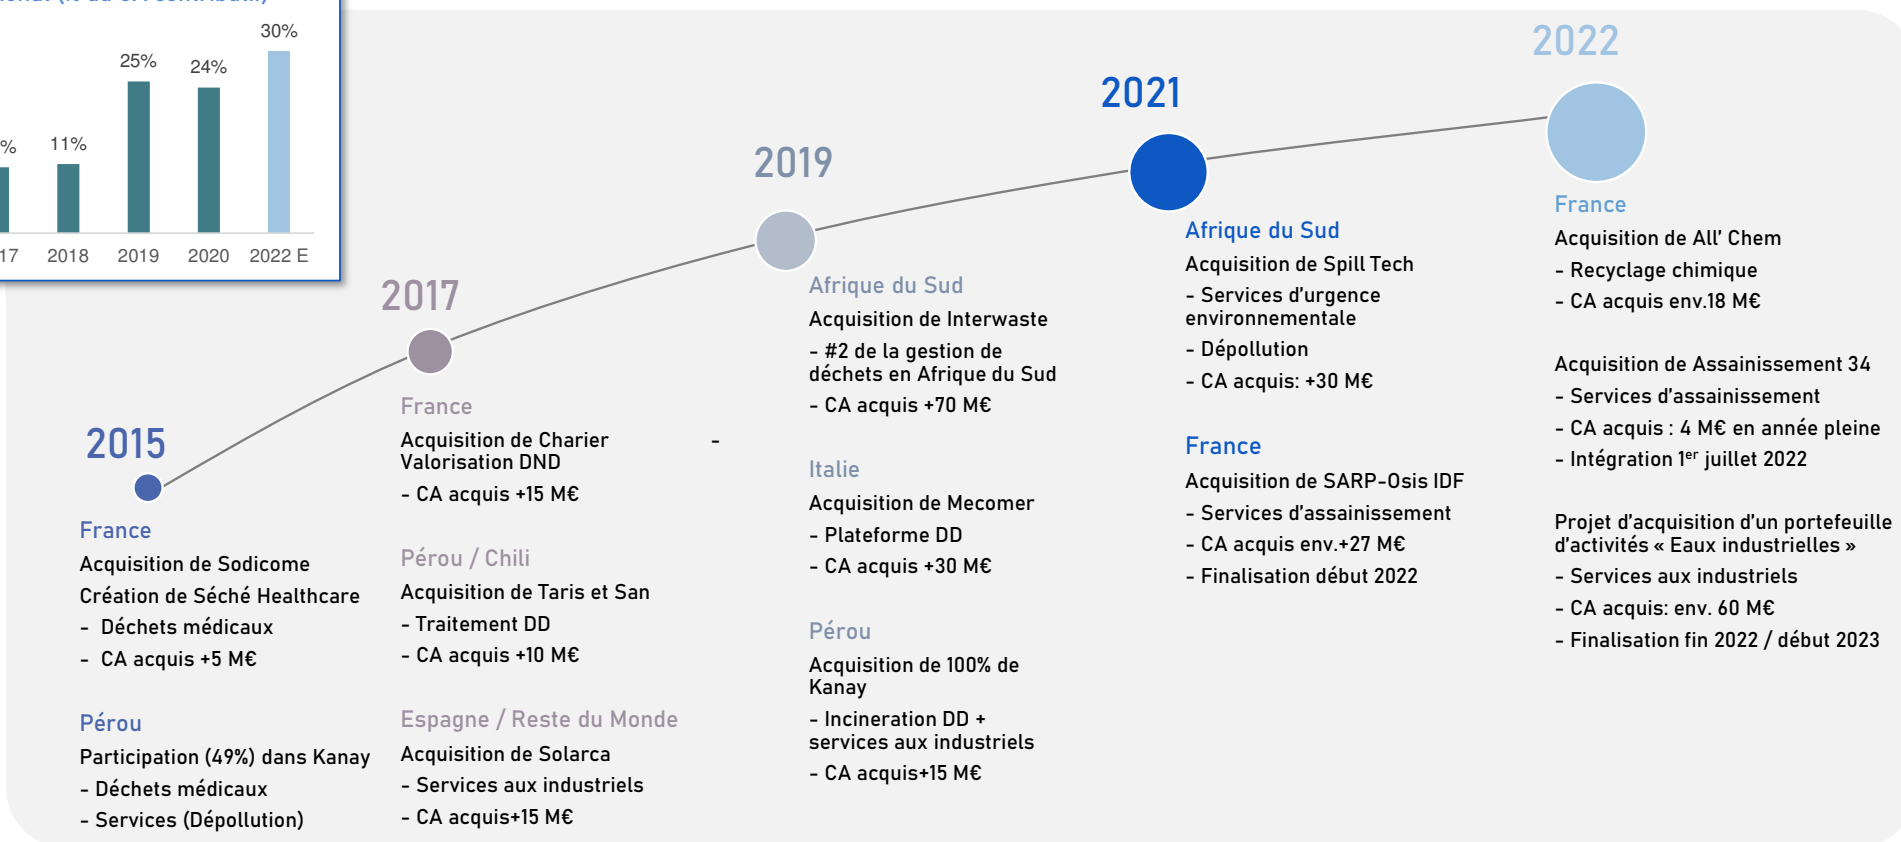 30%
25%
24%
11%
%
17
2018
2019
2020
2022 E
2015
France
Acquisition de Sodicome
Création de Séché Healthcare
- Déchets médicaux
- CA acquis +5 M€
Pérou
Participation (49%) dans Kanay
- Déchets médicaux
- Services (Dépollution)
2017
France
Acquisition de Charier
-
Valorisation DND
- CA acquis +15 M€
Pérou / Chili
Acquisition de Taris et San
- Traitement DD
- CA acquis +10 M€
Espagne / Reste du Monde
Acquisition de Solarca
- Services aux industriels
- CA acquis+15 M€
2019
Afrique du Sud
Acquisition de Interwaste
- #2 de la gestion de
déchets en Afrique du Sud
- CA acquis +70 M€
Italie
Acquisition de Mecomer
- Plateforme DD
- CA acquis +30 M€
Pérou
Acquisition de 100% de
Kanay
- Incineration DD +
services aux industriels
- CA acquis+15 M€
2021
Afrique du Sud
Acquisition de Spill Tech
- Services d'urgence
environnementale
- Dépollution
- CA acquis: +30 M€
France
Acquisition de SARP-Osis IDF
- Services d'assainissement
- CA acquis env.+27 M€
- Finalisation début 2022
2022
France
Acquisition de All' Chem
- Recyclage chimique
- CA acquis env.18 M€
Acquisition de Assainissement 34
- Services d'assainissement
- CA acquis : 4 M€ en année pleine
- Intégration 1er juillet 2022
Projet d'acquisition d'un portefeuille
d'activités « Eaux industrielles »
- Services aux industriels
- CA acquis: env. 60 M€
- Finalisation fin 2022 / début 2023